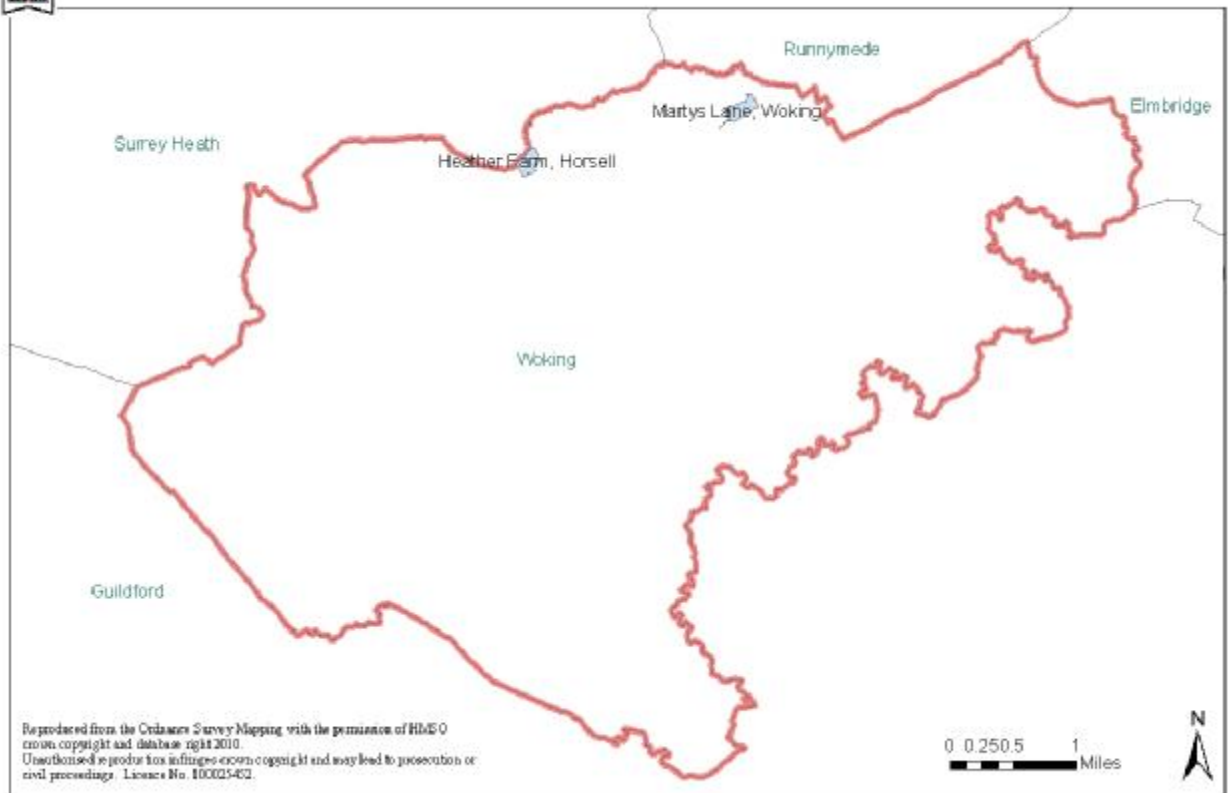 Runnymede
Elmbridge
Martys Lane, Woking
Surrey Heath
Heather Farm, Horsell
Woking
Guildford
Reproduced from the Ordnance Survey Mapping with the permission of HMSO
crown copyright and database right 2010.
Unauthorised reproduction infringes crown copyright and may lead to prosecution or
civil proceedings. Licence No. 100025452.
0 0.250.5 1
Miles
N